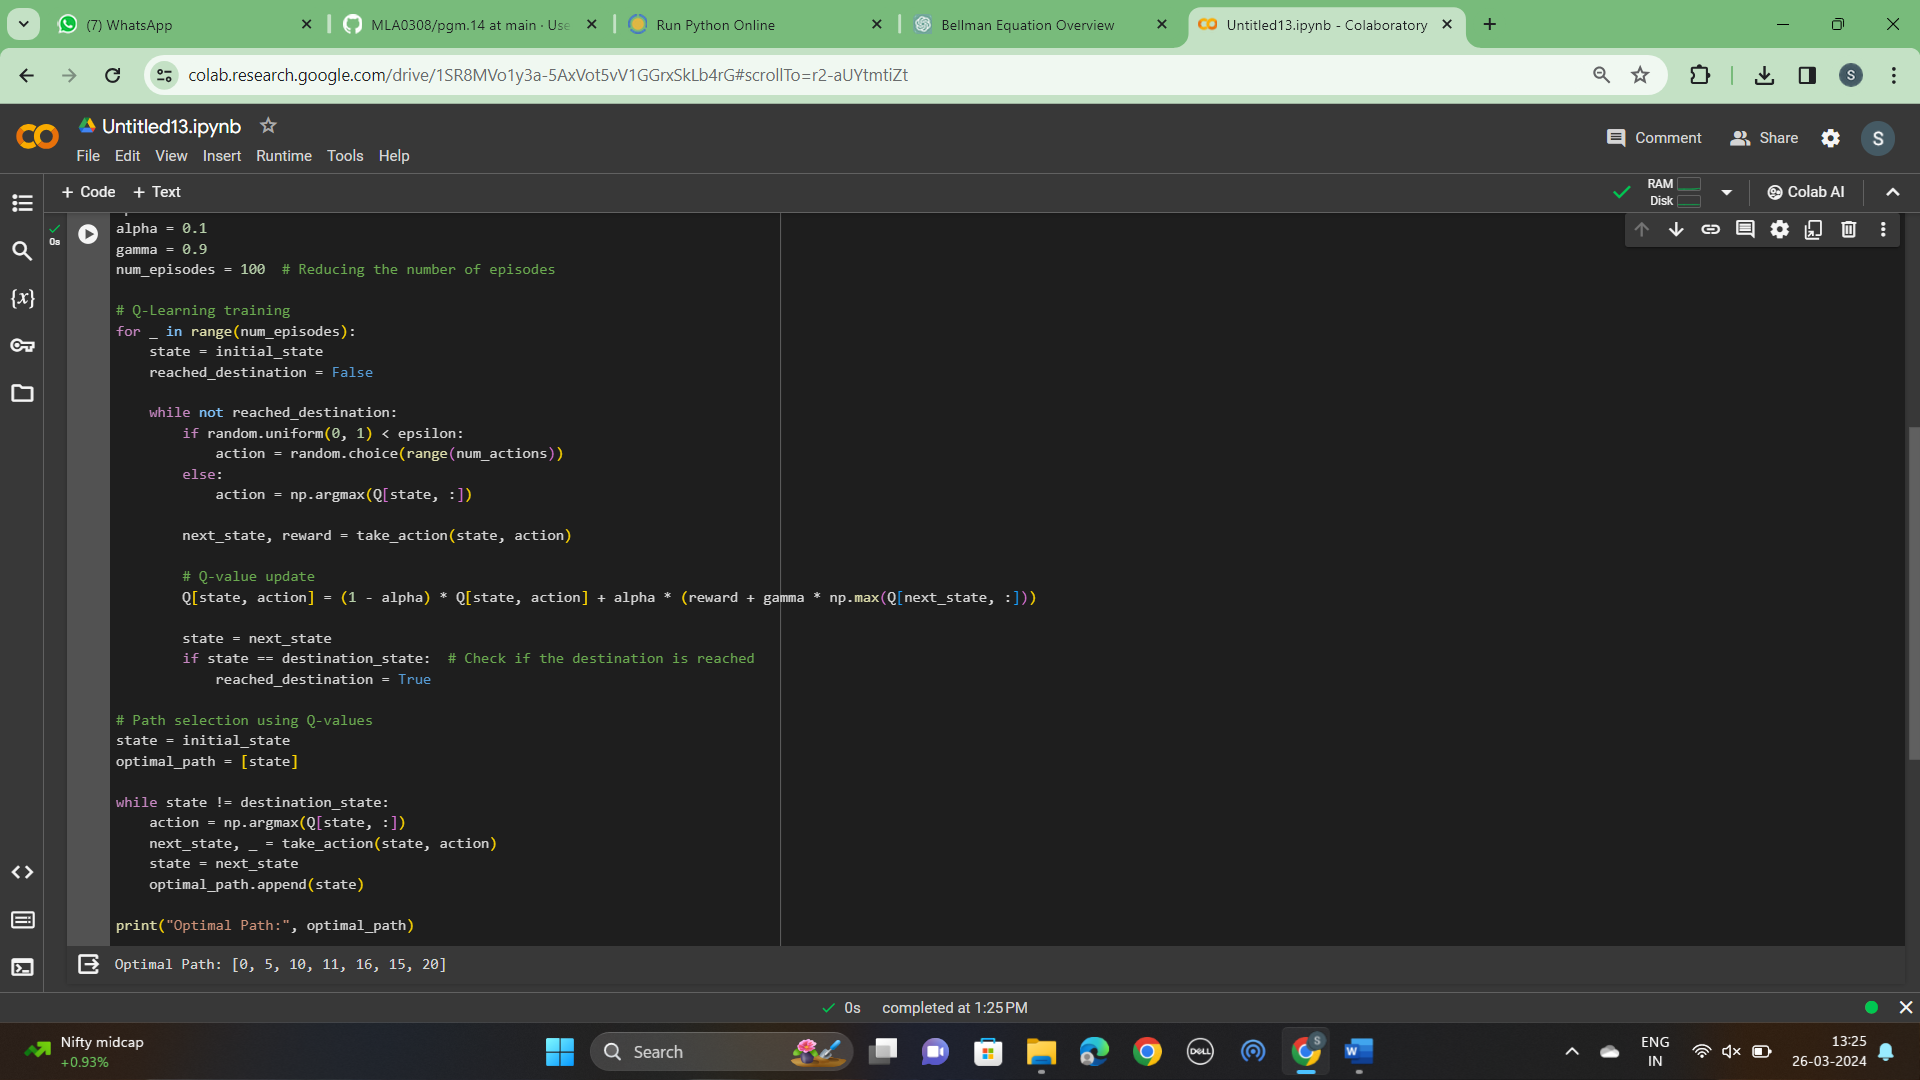 (7) WhatsApp
MLA0308/pgm.14 at main · Use
Run Python Online
Bellman Equation Overview
Untitled13.ipynb - Colaboratory
colab.research.google.com/drive/1SR8MVo1y3a-5AxVot5vV1GGrxSkLb4rG#scrollTo=r2-aUYtmtiZt
S
Untitled13.ipynb
Comment
Share
S
File Edit View Insert Runtime Tools Help
+ Code + Text
RAM
Disk
Colab AI
{x}
0s
alpha = 0.1
gamma = 0.9
num_episodes = 100  # Reducing the number of episodes
# Q-Learning training
for _ in range(num_episodes):
    state = initial_state
    reached_destination = False
    while not reached_destination:
        if random.uniform(0, 1) < epsilon:
            action = random.choice(range(num_actions))
        else:
            action = np.argmax(Q[state, :])
        next_state, reward = take_action(state, action)
        # Q-value update
        Q[state, action] = (1 - alpha) * Q[state, action] + alpha * (reward + gamma * np.max(Q[next_state, :]))
        state = next_state
        if state == destination_state:  # Check if the destination is reached
            reached_destination = True
# Path selection using Q-values
state = initial_state
optimal_path = [state]
while state != destination_state:
    action = np.argmax(Q[state, :])
    next_state, _ = take_action(state, action)
    state = next_state
    optimal_path.append(state)
print("Optimal Path:", optimal_path)
Optimal Path: [0, 5, 10, 11, 16, 15, 20]
0s completed at 1:25 PM
Nifty midcap
+0.93%
Search
DELL
S
W
ENG
IN
13:25
26-03-2024